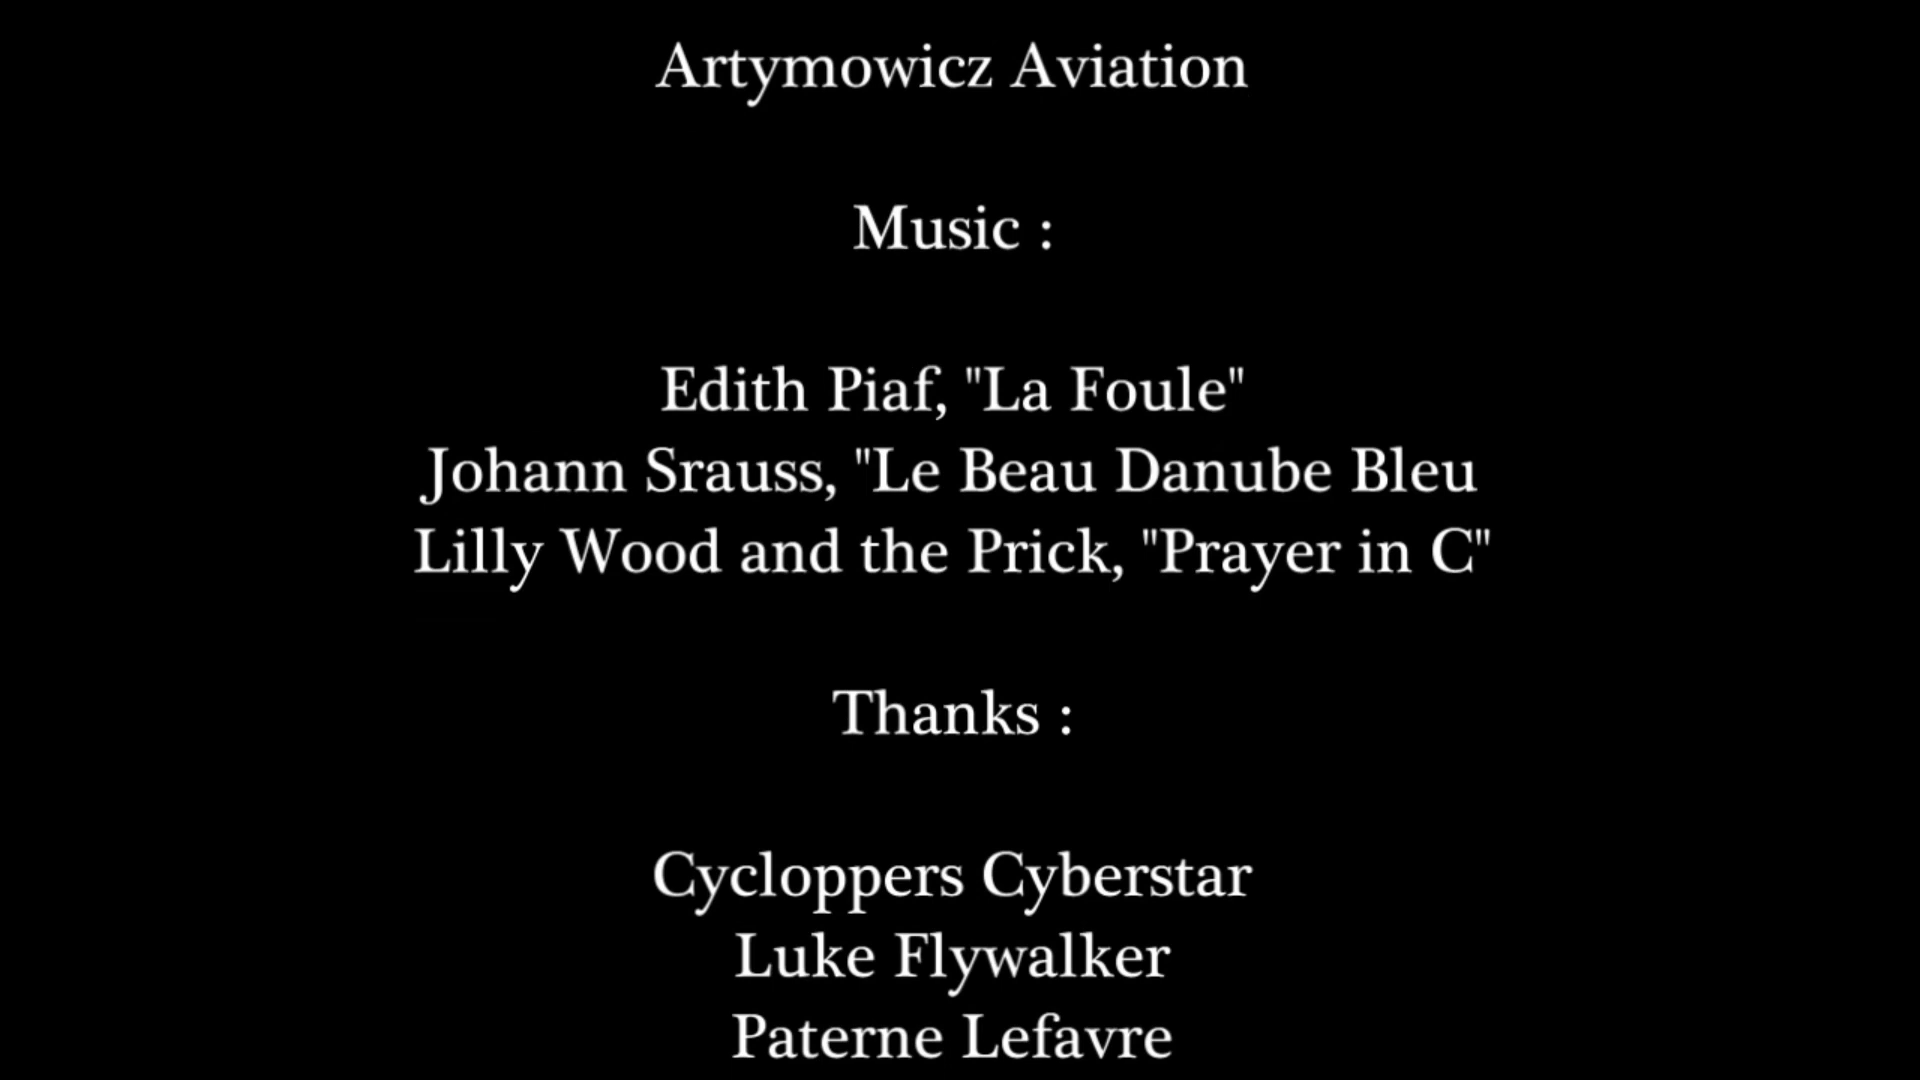 Artymowicz Aviation
Music :
Edith Piaf, "La Foule"
Johann Srauss, "Le Beau Danube Bleu
Lilly Wood and the Prick, "Prayer in C"
Thanks :
Cycloppers Cyberstar
Luke Flywalker
Paterne Lefavre